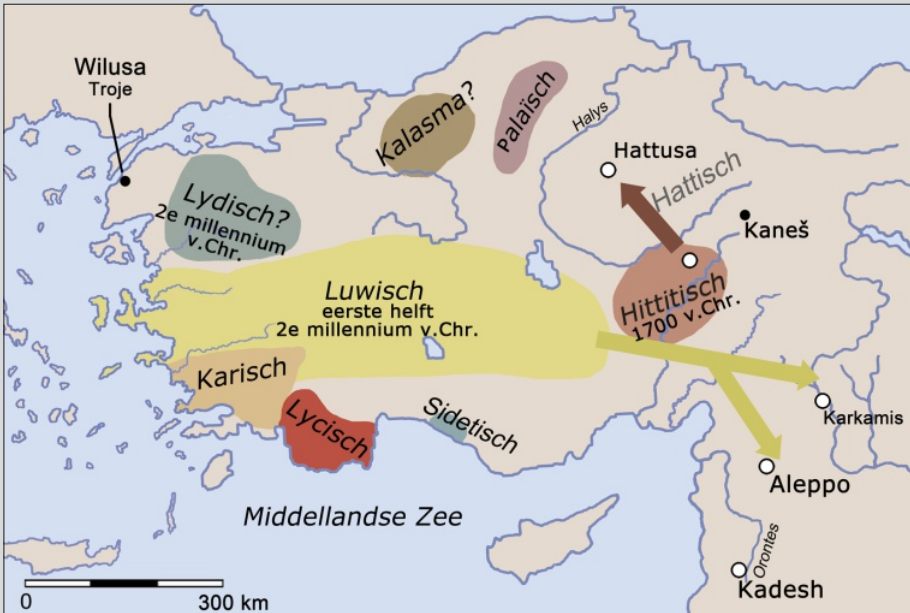 Wilusa
Troje
Kalasma?
Palaïsch
Halys
Hattusa
Hattisch
Kaneš
Lydisch?
2e millennium
v.Chr.
Luwisch
eerste helft
2e millennium v.Chr.
Hittitisch
1700 v.Chr.
Karisch
Lycisch
Sidetisch
Karkamis
Aleppo
Middellandse Zee
Orontes
Kadesh
0 300 km